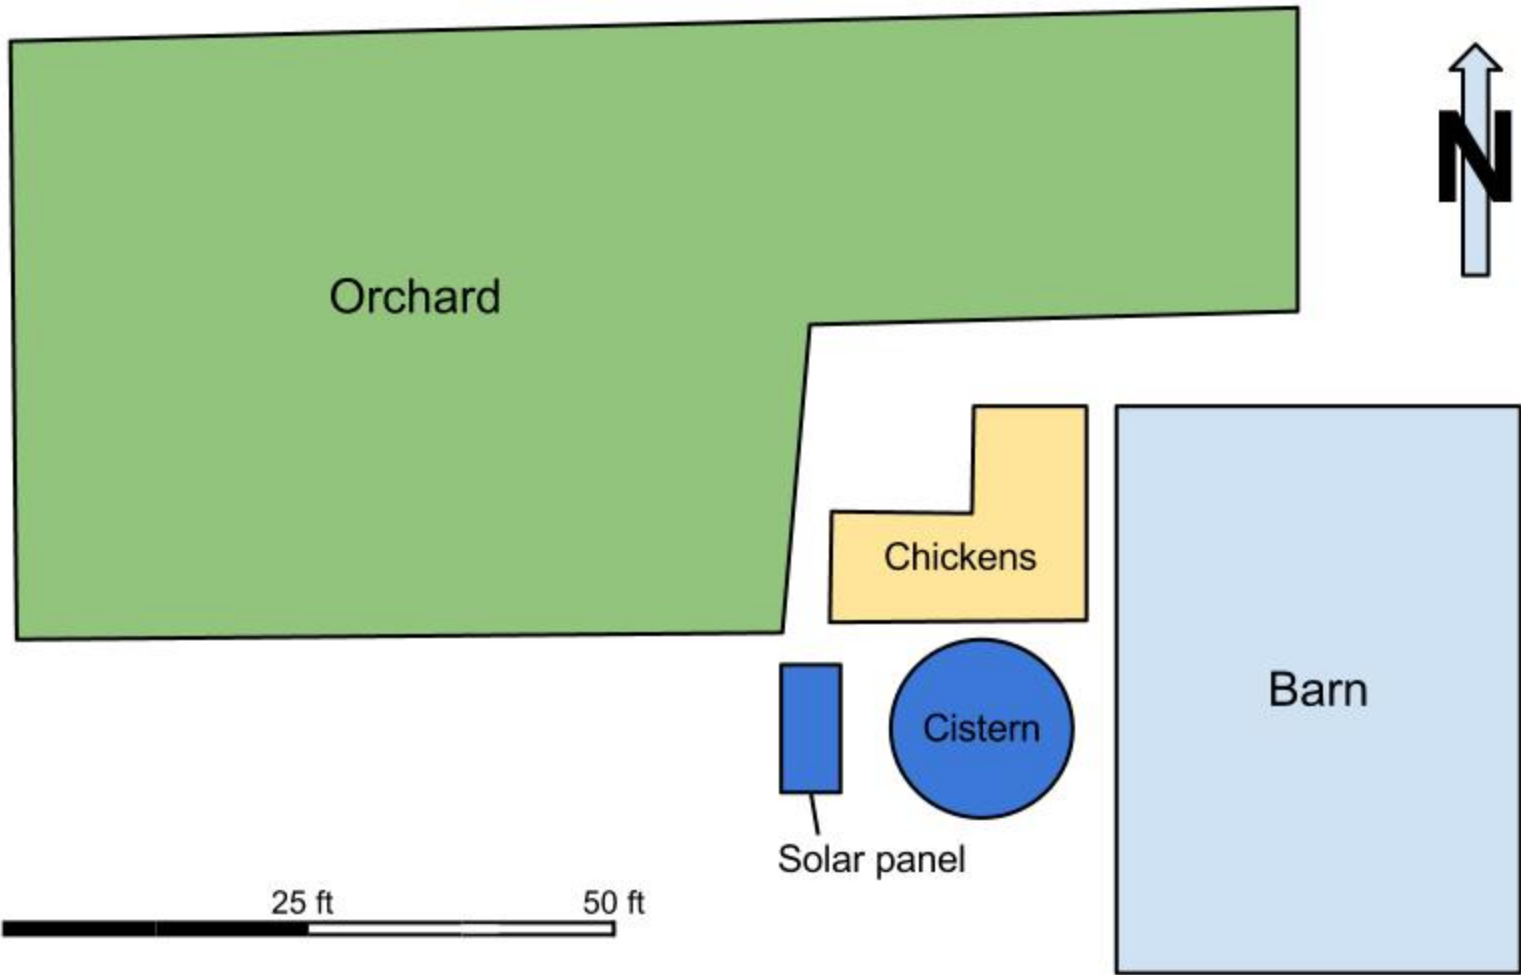 N
Orchard
Chickens
Barn
Cistern
Solar panel
25 ft
50 ft